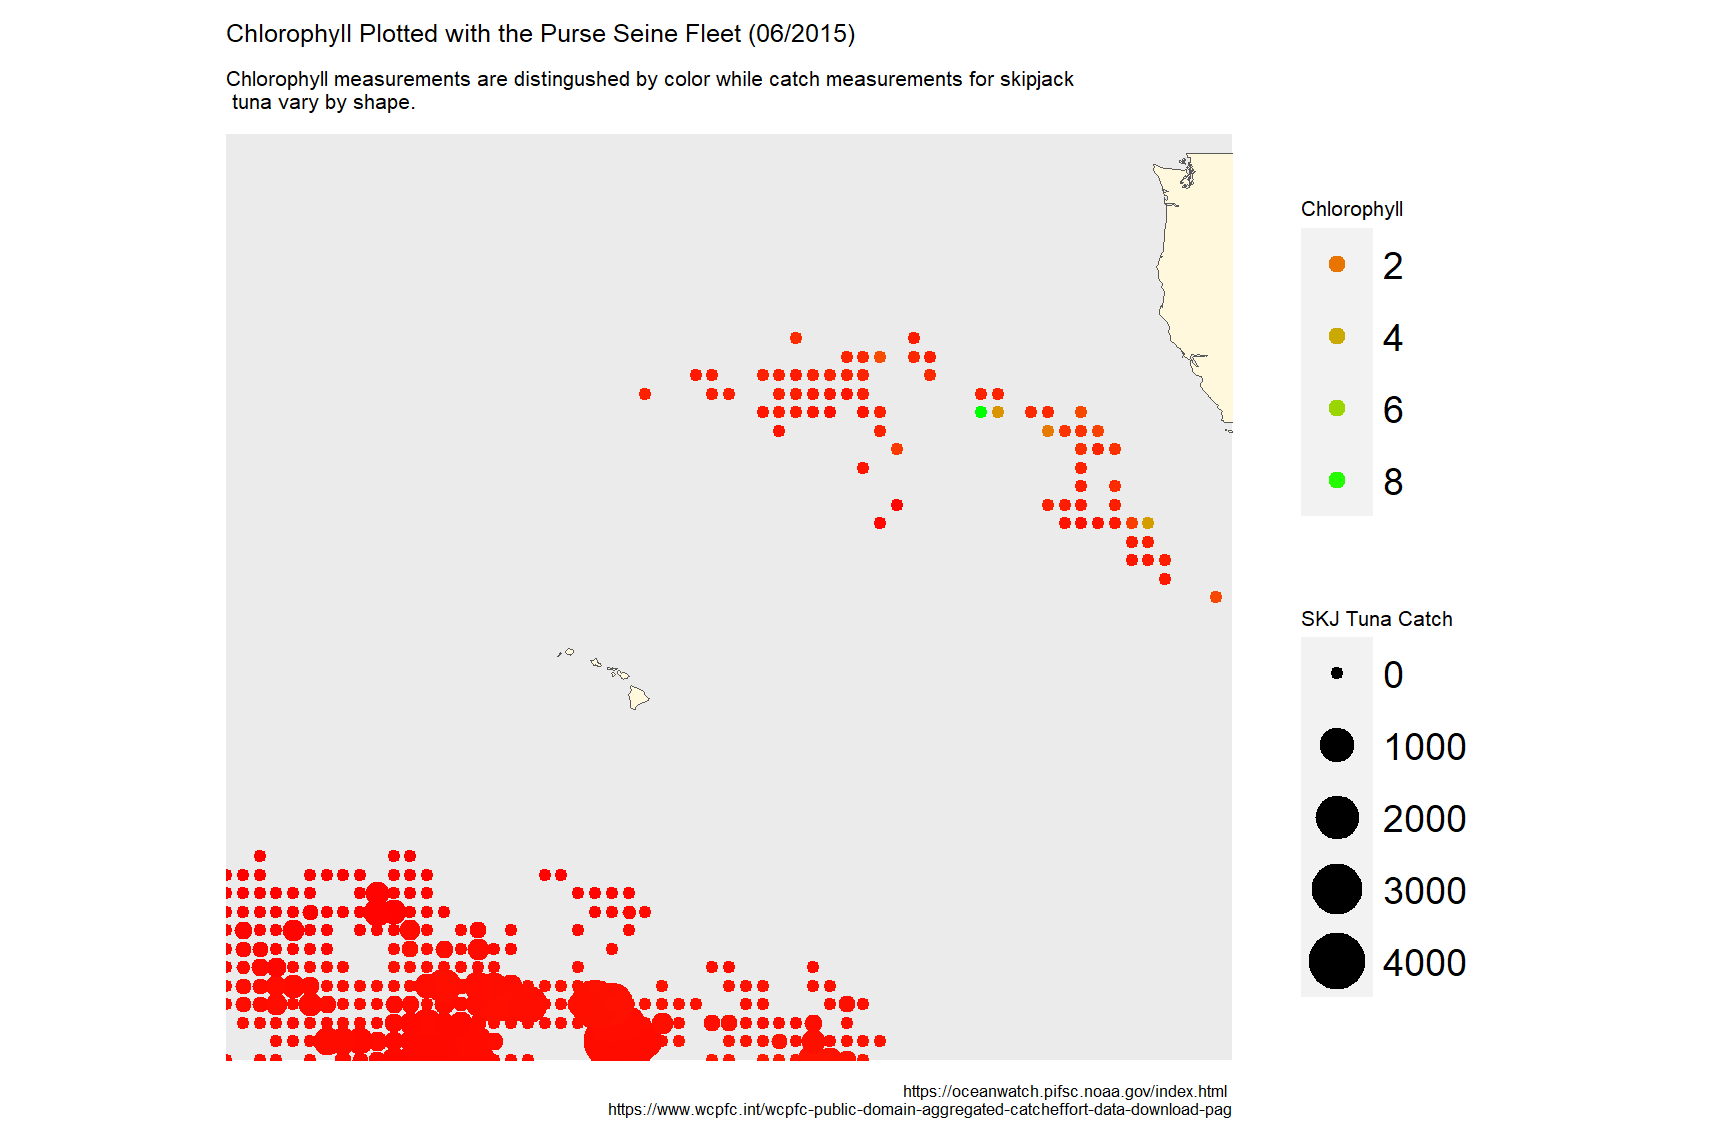 Chlorophyll Plotted with the Purse Seine Fleet (06/2015)
Chlorophyll measurements are distingushed by color while catch measurements for skipjack
tuna vary by shape.
Chlorophyll
2
4
6
8
SKJ Tuna Catch
0
1000
2000
3000
4000
https://oceanwatch.pifsc.noaa.gov/index.html
https://www.wcpfc.int/wcpfc-public-domain-aggregated-catcheffort-data-download-pag